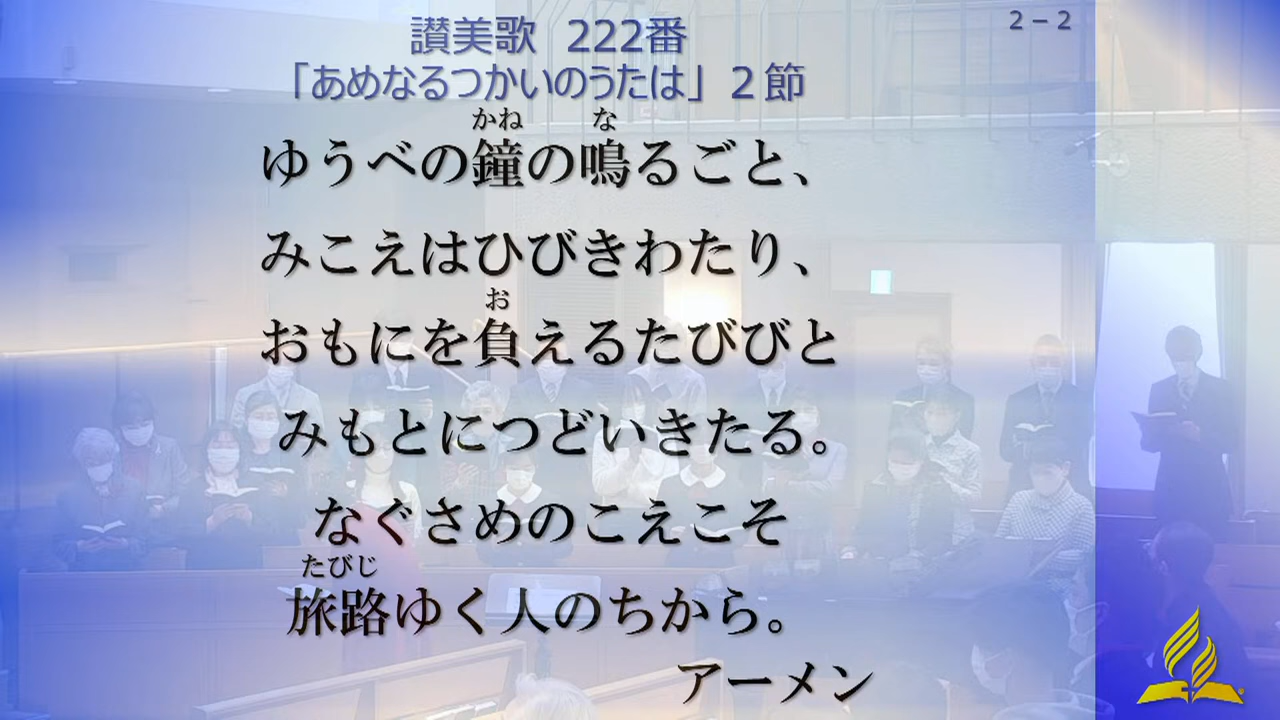 2－2
讃美歌 222番
「あめなるつかいのうたは」２節
かね な
ゆうべの鐘の鳴るごと、
みこえはひびきわたり、
お
おもにを負えるたびびと
みもとにつどいきたる。
なぐさめのこえこそ
たびじ
旅路ゆく人のちから。
アーメン